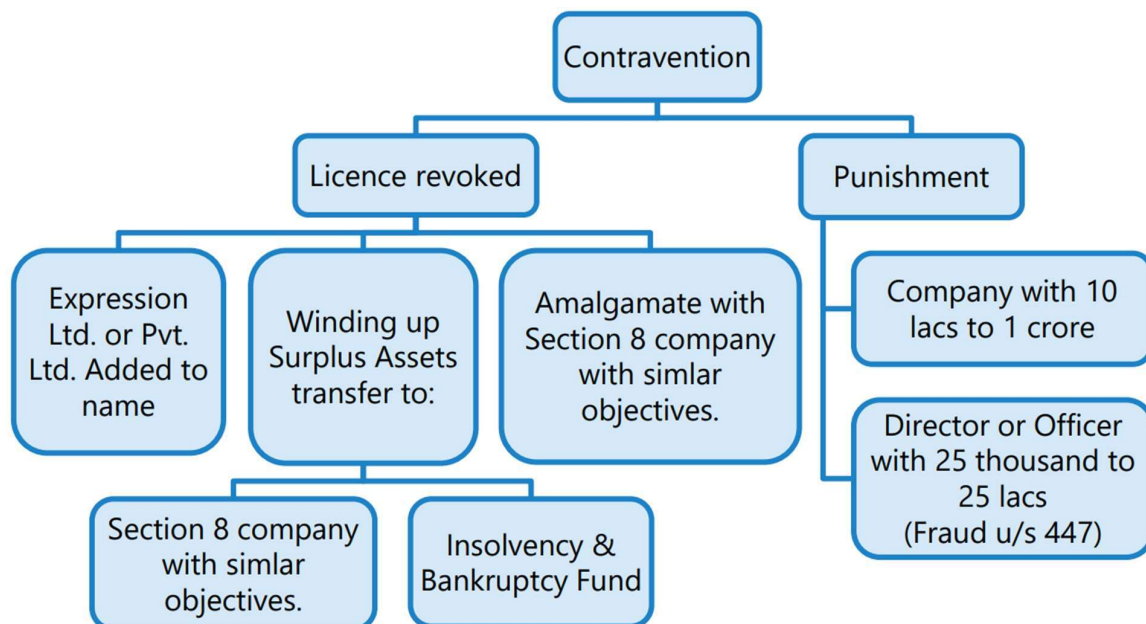 Contravention
Licence revoked
Punishment
Expression
Ltd. or Pvt.
Ltd. Added to
name
Winding up
Surplus Assets
transfer to:
Amalgamate with
Section 8 company
with simlar
objectives.
Company with 10
lacs to 1 crore
Director or Officer
with 25 thousand to
25 lacs
(Fraud u/s 447)
Section 8 company
with simlar
objectives.
Insolvency &
Bankruptcy Fund